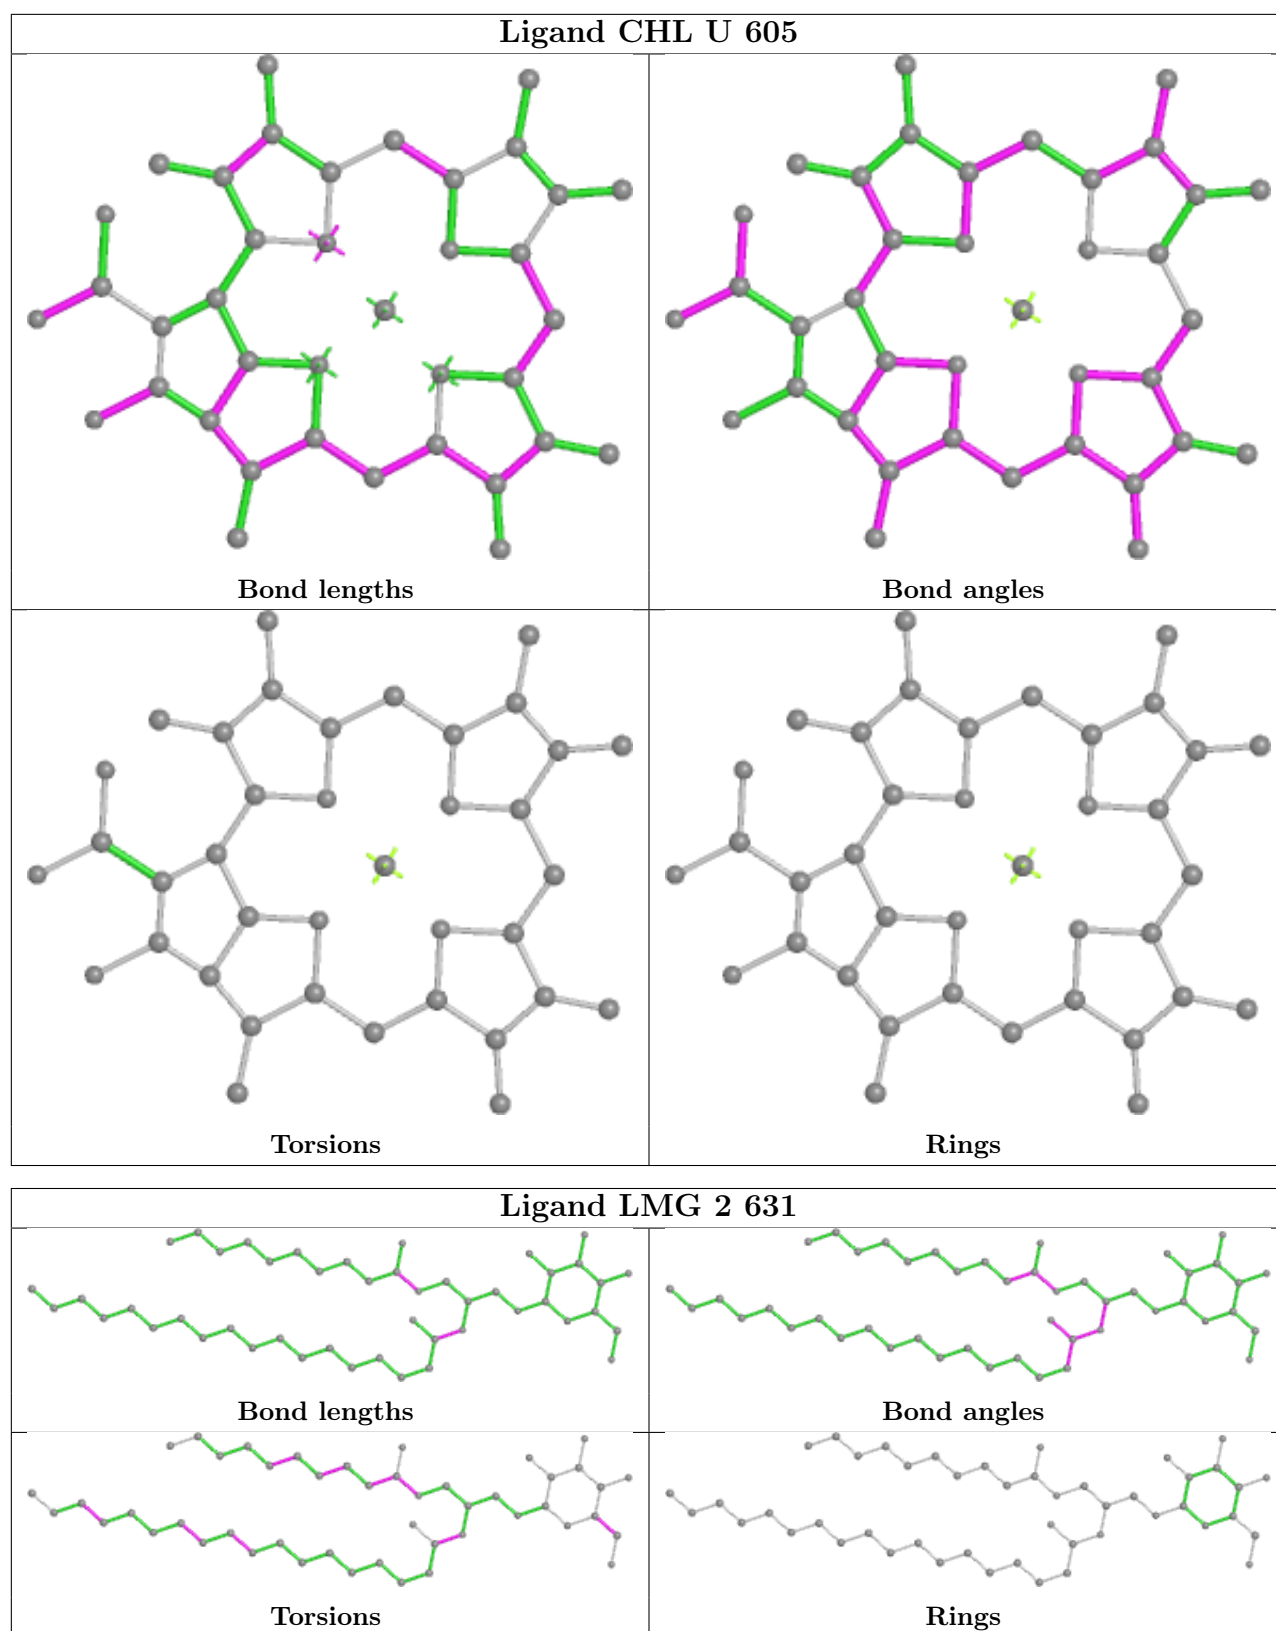 Ligand CHL U 605
Bond lengths
Bond angles
Torsions
Rings
Ligand LMG 2 631
Bond lengths
Bond angles
Torsions
Rings